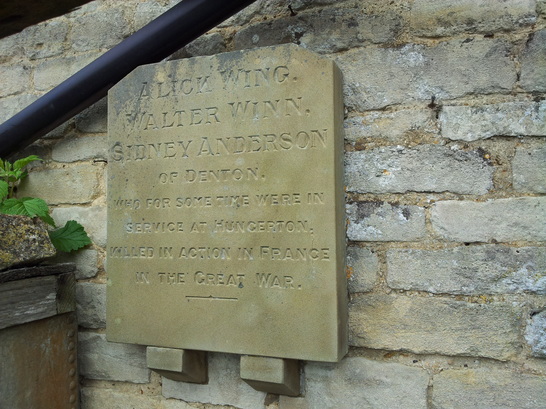 ALICK WING.
WALTER WINN.
SIDNEY ANDERSON
OF DENTON.
WHO FOR SOME TIME WERE IN
SERVICE AT HUNGERTON,
KILLED IN ACTION IN FRANCE
IN THE GREAT WAR.